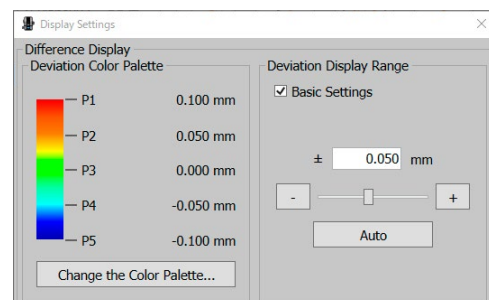 Display Settings
Difference Display
Deviation Color Palette
P1 0.100 mm
P2 0.050 mm
P3 0.000 mm
P4 -0.050 mm
P5 -0.100 mm
Change the Color Palette...
Deviation Display Range
Basic Settings
± 0.050 mm
- +
Auto